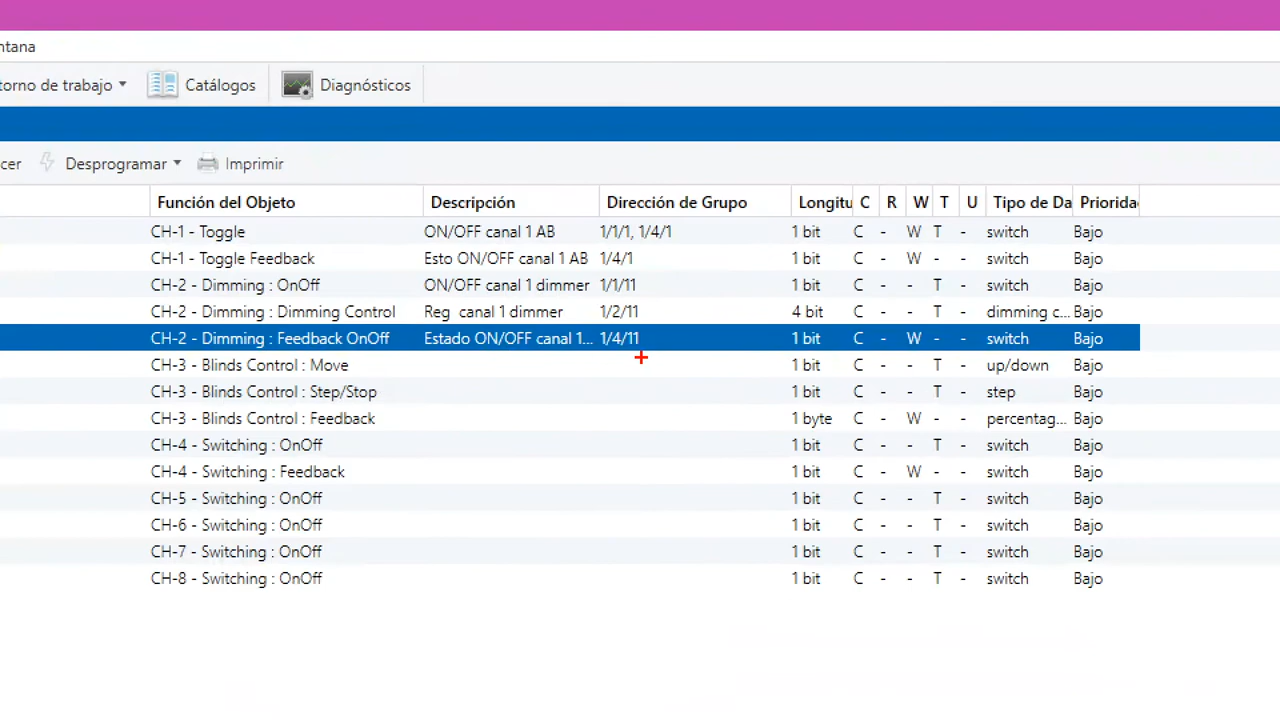 ntana
torno de trabajo Catálogos Diagnósticos
cer Desprogramar Imprimir
Función del Objeto Descripción Dirección de Grupo Longitu C R W T U Tipo de Da Priorida
CH-1 - Toggle ON/OFF canal 1 AB 1/1/1, 1/4/1 1 bit C - W T - switch Bajo
CH-1 - Toggle Feedback Esto ON/OFF canal 1 AB 1/4/1 1 bit C - W - - switch Bajo
CH-2 - Dimming : OnOff ON/OFF canal 1 dimmer 1/1/11 1 bit C - - T - switch Bajo
CH-2 - Dimming : Dimming Control Reg canal 1 dimmer 1/2/11 4 bit C - - T - dimming c... Bajo
CH-2 - Dimming : Feedback OnOff Estado ON/OFF canal 1... 1/4/11 1 bit C - W - - switch Bajo
CH-3 - Blinds Control : Move 1 bit C - - T - up/down Bajo
CH-3 - Blinds Control : Step/Stop 1 bit C - - T - step Bajo
CH-3 - Blinds Control : Feedback 1 byte C - W - - percentag... Bajo
CH-4 - Switching : OnOff 1 bit C - - T - switch Bajo
CH-4 - Switching : Feedback 1 bit C - W - - switch Bajo
CH-5 - Switching : OnOff 1 bit C - - T - switch Bajo
CH-6 - Switching : OnOff 1 bit C - - T - switch Bajo
CH-7 - Switching : OnOff 1 bit C - - T - switch Bajo
CH-8 - Switching : OnOff 1 bit C - - T - switch Bajo